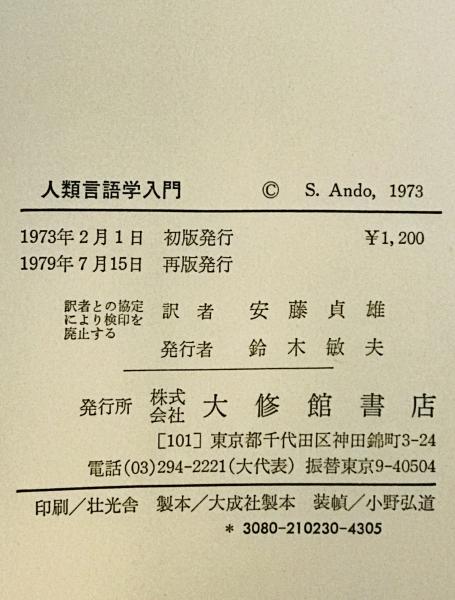 人類言語学入門 © S. Ando, 1973
1973年2月1日 初版発行 ¥1,200
1979年7月15日 再版発行
訳者との協定
により検印を
廃止する
訳者 安藤貞雄
発行者 鈴木敏夫
発行所 株式会社 大修館書店
[101] 東京都千代田区神田錦町3-24
電話(03)294-2221(大代表) 振替東京9-40504
印刷/壮光舎 製本/大成社製本 装幀/小野弘道
* 3080-210230-4305